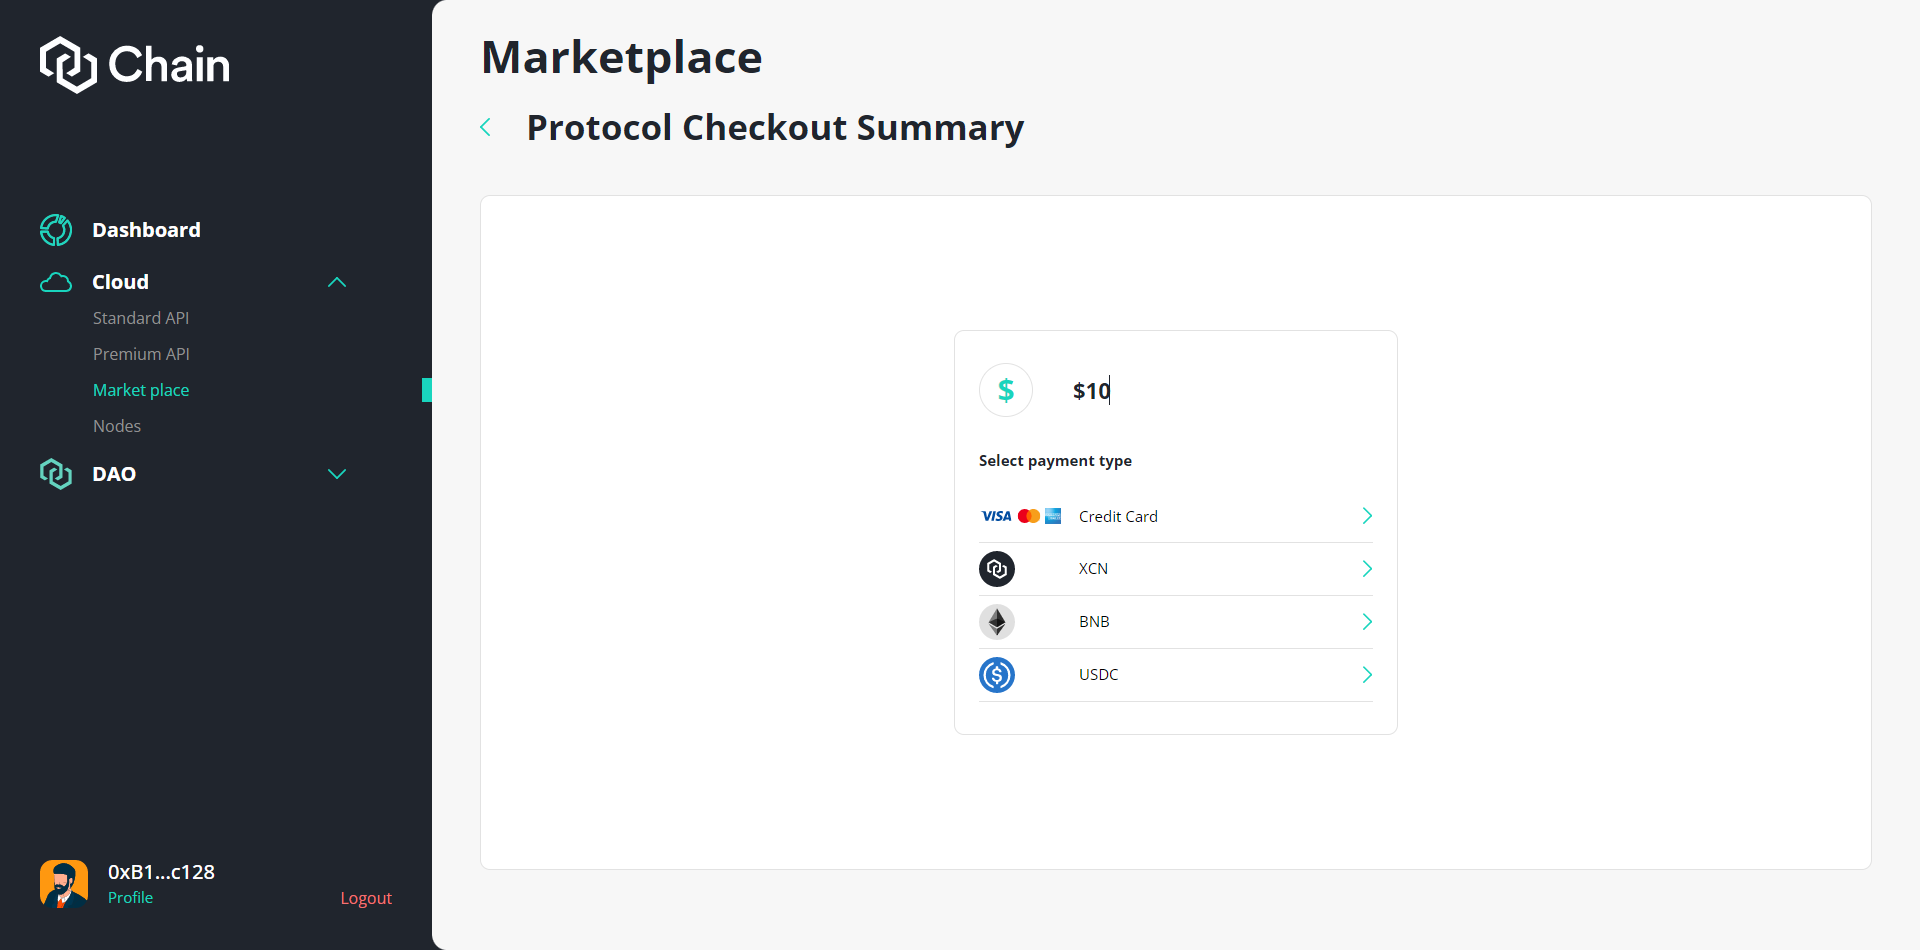 Chain
Dashboard
Cloud
Standard API
Premium API
Market place
Nodes
DAO
0xB1...c128
Profile
Logout
Marketplace
Protocol Checkout Summary
$
$10
Select payment type
VISA
Credit Card
XCN
BNB
$
USDC